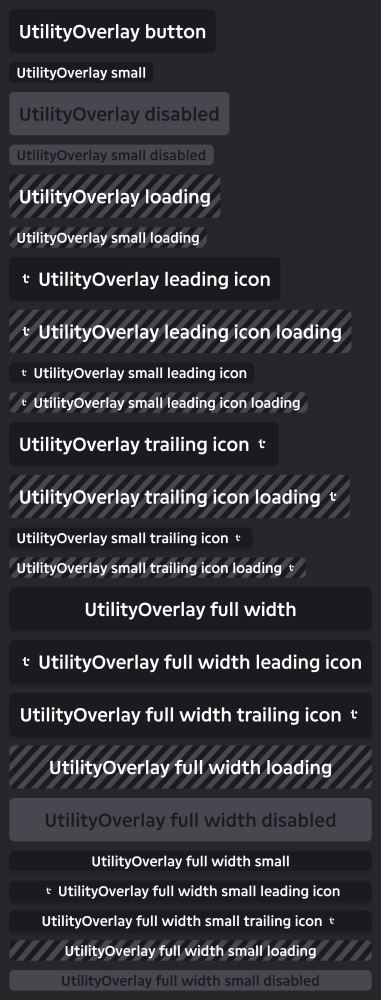 UtilityOverlay button
UtilityOverlay small
UtilityOverlay disabled
UtilityOverlay small disabled
UtilityOverlay loading
UtilityOverlay small loading
UtilityOverlay leading icon
UtilityOverlay leading icon loading
UtilityOverlay small leading icon
UtilityOverlay small leading icon loading
UtilityOverlay trailing icon
UtilityOverlay trailing icon loading
UtilityOverlay small trailing icon
UtilityOverlay small trailing icon loading
UtilityOverlay full width
UtilityOverlay full width leading icon
UtilityOverlay full width trailing icon
UtilityOverlay full width loading
UtilityOverlay full width disabled
UtilityOverlay full width small
UtilityOverlay full width small leading icon
UtilityOverlay full width small trailing icon
UtilityOverlay full width small loading
UtilityOverlay full width small disabled